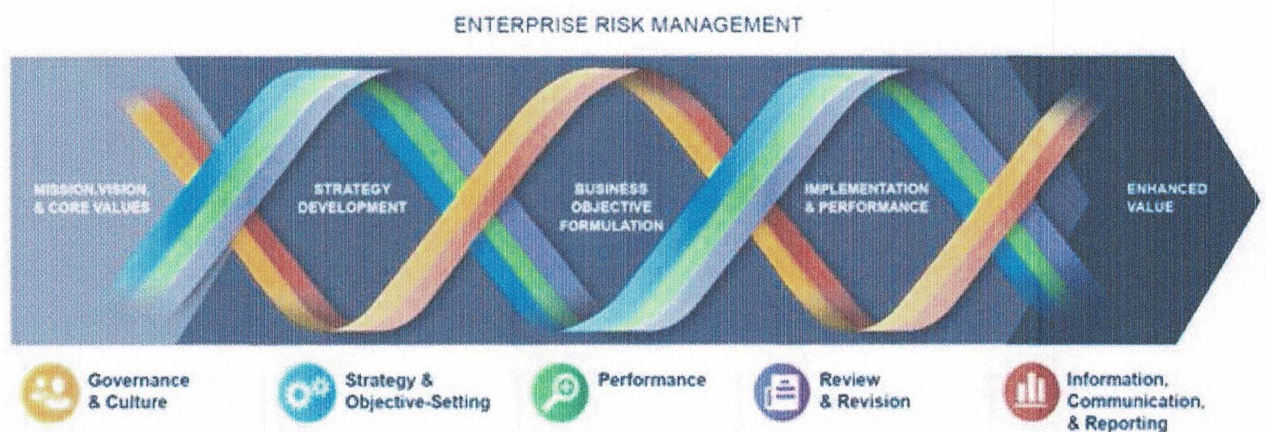 ENTERPRISE RISK MANAGEMENT
MISSION, VISION,
& CORE VALUES
STRATEGY
DEVELOPMENT
BUSINESS
OBJECTIVE
FORMULATION
IMPLEMENTATION
& PERFORMANCE
ENHANCED
VALUE
Governance
& Culture
Strategy &
Objective-Setting
Performance
Review
& Revision
Information,
Communication,
& Reporting